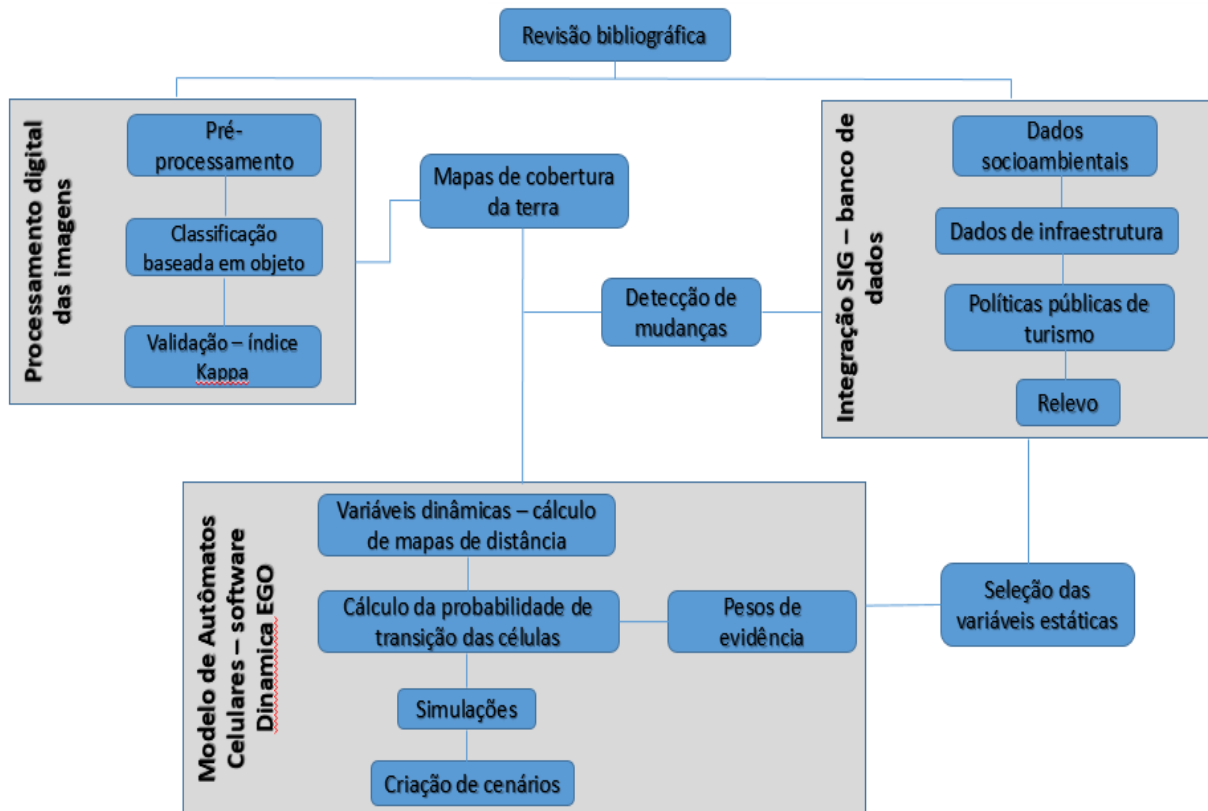 Revisão bibliográfica
Processamento digital
das imagens
Pré-
processamento
Classificação
baseada em objeto
Validação – índice
Kappa
Mapas de cobertura
da terra
Detecção de
mudanças
Integração SIG – banco de
dados
Dados
socioambientais
Dados de infraestrutura
Políticas públicas de
turismo
Relevo
Modelo de Autômatos
Celulares – software
Dinamica EGO
Variáveis dinâmicas – cálculo
de mapas de distância
Cálculo da probabilidade de
transição das células
Pesos de
evidência
Simulações
Criação de cenários
Seleção das
variáveis estáticas